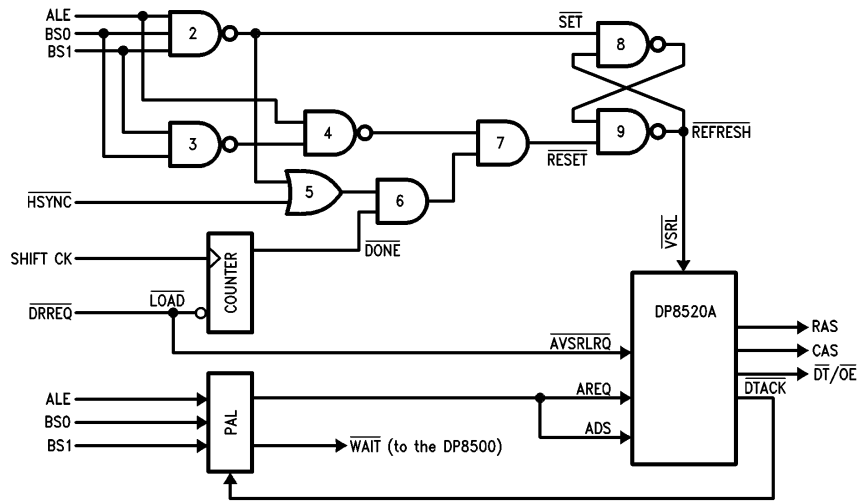 ALE
BS0
BS1
2
SET
8
3
4
7
9
REFRESH
RESET
HSYNC
5
6
DONE
VSRL
SHIFT CK
COUNTER
DRREQ
LOAD
DP8520A
AVSRLRQ
RAS
CAS
DT/OE
DTACK
ALE
BS0
BS1
PAL
AREQ
ADS
WAIT (to the DP8500)